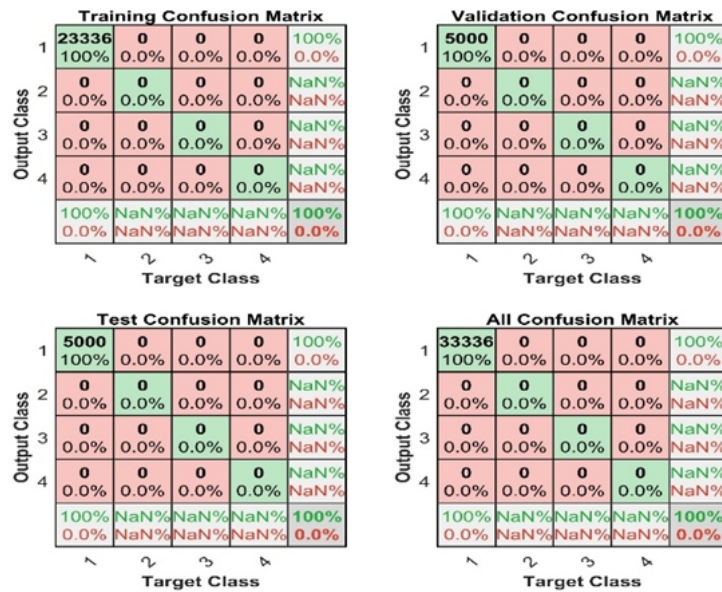 Training Confusion Matrix
1 23336 0 0 0 100%
100% 0.0% 0.0% 0.0% 0.0%
2 0 0 0 0 NaN%
0.0% 0.0% 0.0% 0.0% NaN%
3 0 0 0 0 NaN%
0.0% 0.0% 0.0% 0.0% NaN%
4 0 0 0 0 NaN%
0.0% 0.0% 0.0% 0.0% NaN%
100% NaN% NaN% NaN% 100%
0.0% NaN% NaN% NaN% 0.0%
1 2 3 4
Target Class
Output Class
Validation Confusion Matrix
1 5000 0 0 0 100%
100% 0.0% 0.0% 0.0% 0.0%
2 0 0 0 0 NaN%
0.0% 0.0% 0.0% 0.0% NaN%
3 0 0 0 0 NaN%
0.0% 0.0% 0.0% 0.0% NaN%
4 0 0 0 0 NaN%
0.0% 0.0% 0.0% 0.0% NaN%
100% NaN% NaN% NaN% 100%
0.0% NaN% NaN% NaN% 0.0%
1 2 3 4
Target Class
Output Class
Test Confusion Matrix
1 5000 0 0 0 100%
100% 0.0% 0.0% 0.0% 0.0%
2 0 0 0 0 NaN%
0.0% 0.0% 0.0% 0.0% NaN%
3 0 0 0 0 NaN%
0.0% 0.0% 0.0% 0.0% NaN%
4 0 0 0 0 NaN%
0.0% 0.0% 0.0% 0.0% NaN%
100% NaN% NaN% NaN% 100%
0.0% NaN% NaN% NaN% 0.0%
1 2 3 4
Target Class
Output Class
All Confusion Matrix
1 33336 0 0 0 100%
100% 0.0% 0.0% 0.0% 0.0%
2 0 0 0 0 NaN%
0.0% 0.0% 0.0% 0.0% NaN%
3 0 0 0 0 NaN%
0.0% 0.0% 0.0% 0.0% NaN%
4 0 0 0 0 NaN%
0.0% 0.0% 0.0% 0.0% NaN%
100% NaN% NaN% NaN% 100%
0.0% NaN% NaN% NaN% 0.0%
1 2 3 4
Target Class
Output Class